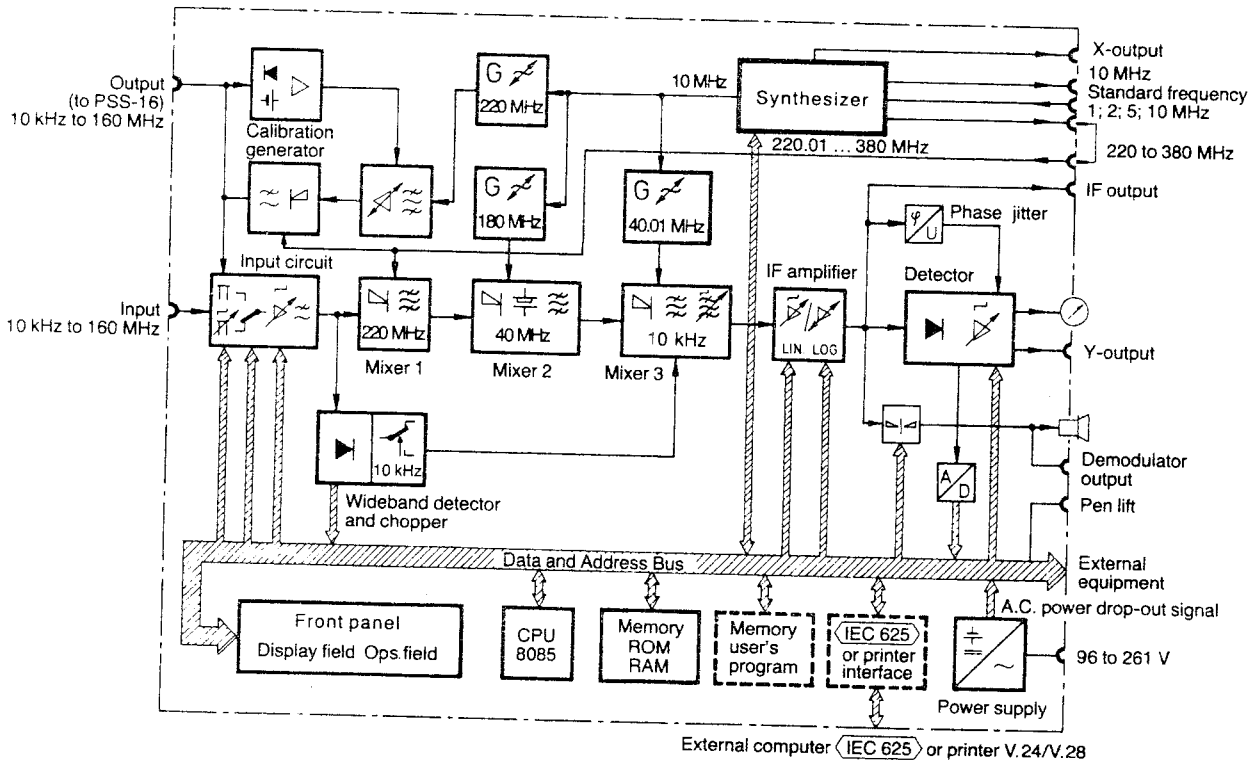 Output
(to PSS-16)
10 kHz to 160 MHz
Calibration
generator
G
220 MHz
10 MHz
Synthesizer
X-output
10 MHz
Standard frequency
1; 2; 5; 10 MHz
220.01 ... 380 MHz
220 to 380 MHz
G
180 MHz
G
40.01 MHz
IF output
φ
U
Phase jitter
Input circuit
Input
10 kHz to 160 MHz
220 MHz
Mixer 1
40 MHz
Mixer 2
10 kHz
Mixer 3
IF amplifier
LIN LOG
Detector
Y-output
10 kHz
Wideband detector
and chopper
A
D
Demodulator
output
Pen lift
Data and Address Bus
External
equipment
A.C. power drop-out signal
Front panel
Display field Ops.field
CPU
8085
Memory
ROM
RAM
Memory
user's
program
IEC 625
or printer
interface
96 to 261 V
Power supply
External computer IEC 625 or printer V.24/V.28